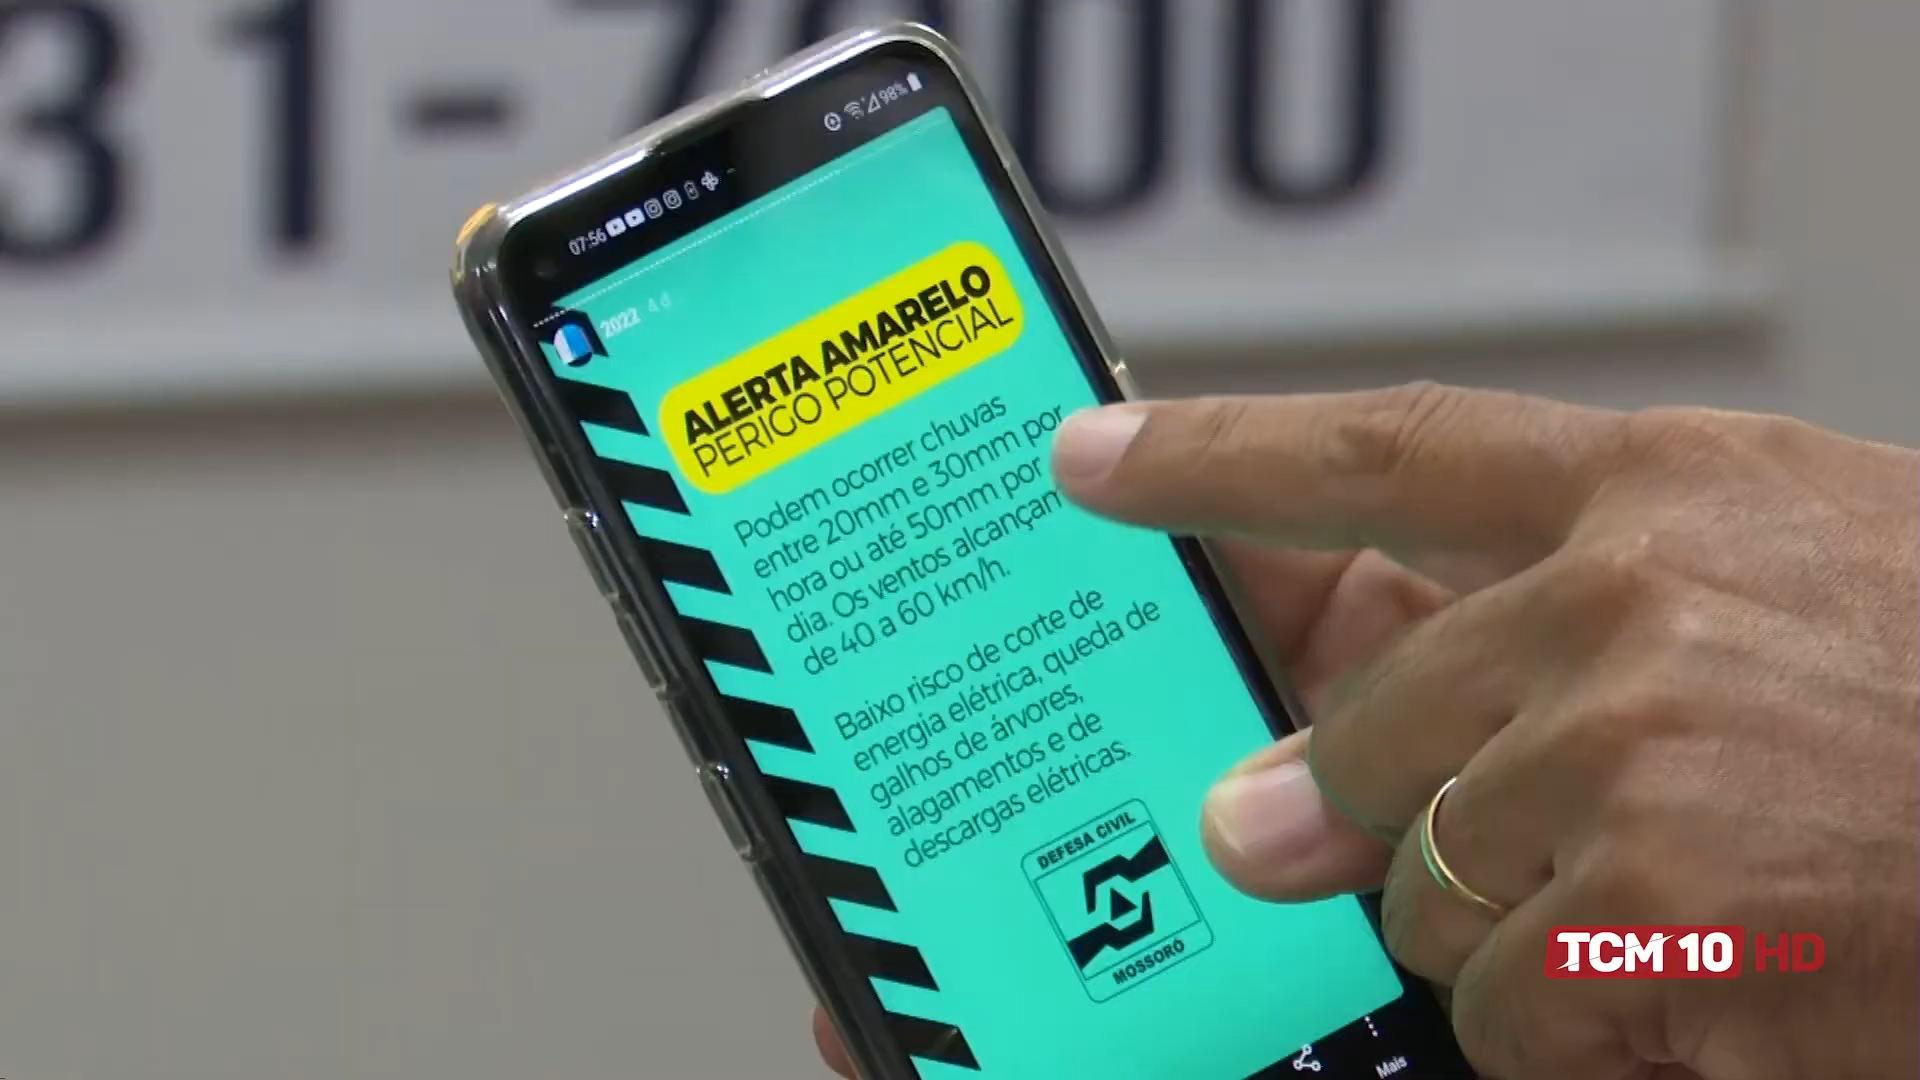 31-7000
07:56
98%
2022 4 d
ALERTA AMARELO
PERIGO POTENCIAL
Podem ocorrer chuvas
entre 20mm e 30mm por
hora ou até 50mm por
dia. Os ventos alcançam
de 40 a 60 km/h.
Baixo risco de corte de
energia elétrica, queda de
galhos de árvores,
alagamentos e de
descargas elétricas.
DEFESA CIVIL
MOSSORÓ
Mais
TCM 10 HD